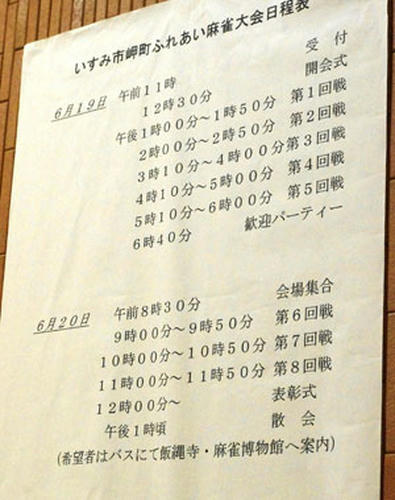 いすみ市岬町ふれあい麻雀大会日程表
6月19日 午前11時 受 付
12時30分 開会式
午後1時00分～1時50分 第1回戦
2時00分～2時50分 第2回戦
3時10分～4時00分 第3回戦
4時10分～5時00分 第4回戦
5時10分～6時00分 第5回戦
6時40分 歓迎パーティー
6月20日 午前8時30分 会場集合
9時00分～9時50分 第6回戦
10時00分～10時50分 第7回戦
11時00分～11時50分 第8回戦
12時00分～ 表彰式
午後1時頃 散 会
(希望者はバスにて飯縄寺・麻雀博物館へ案内)